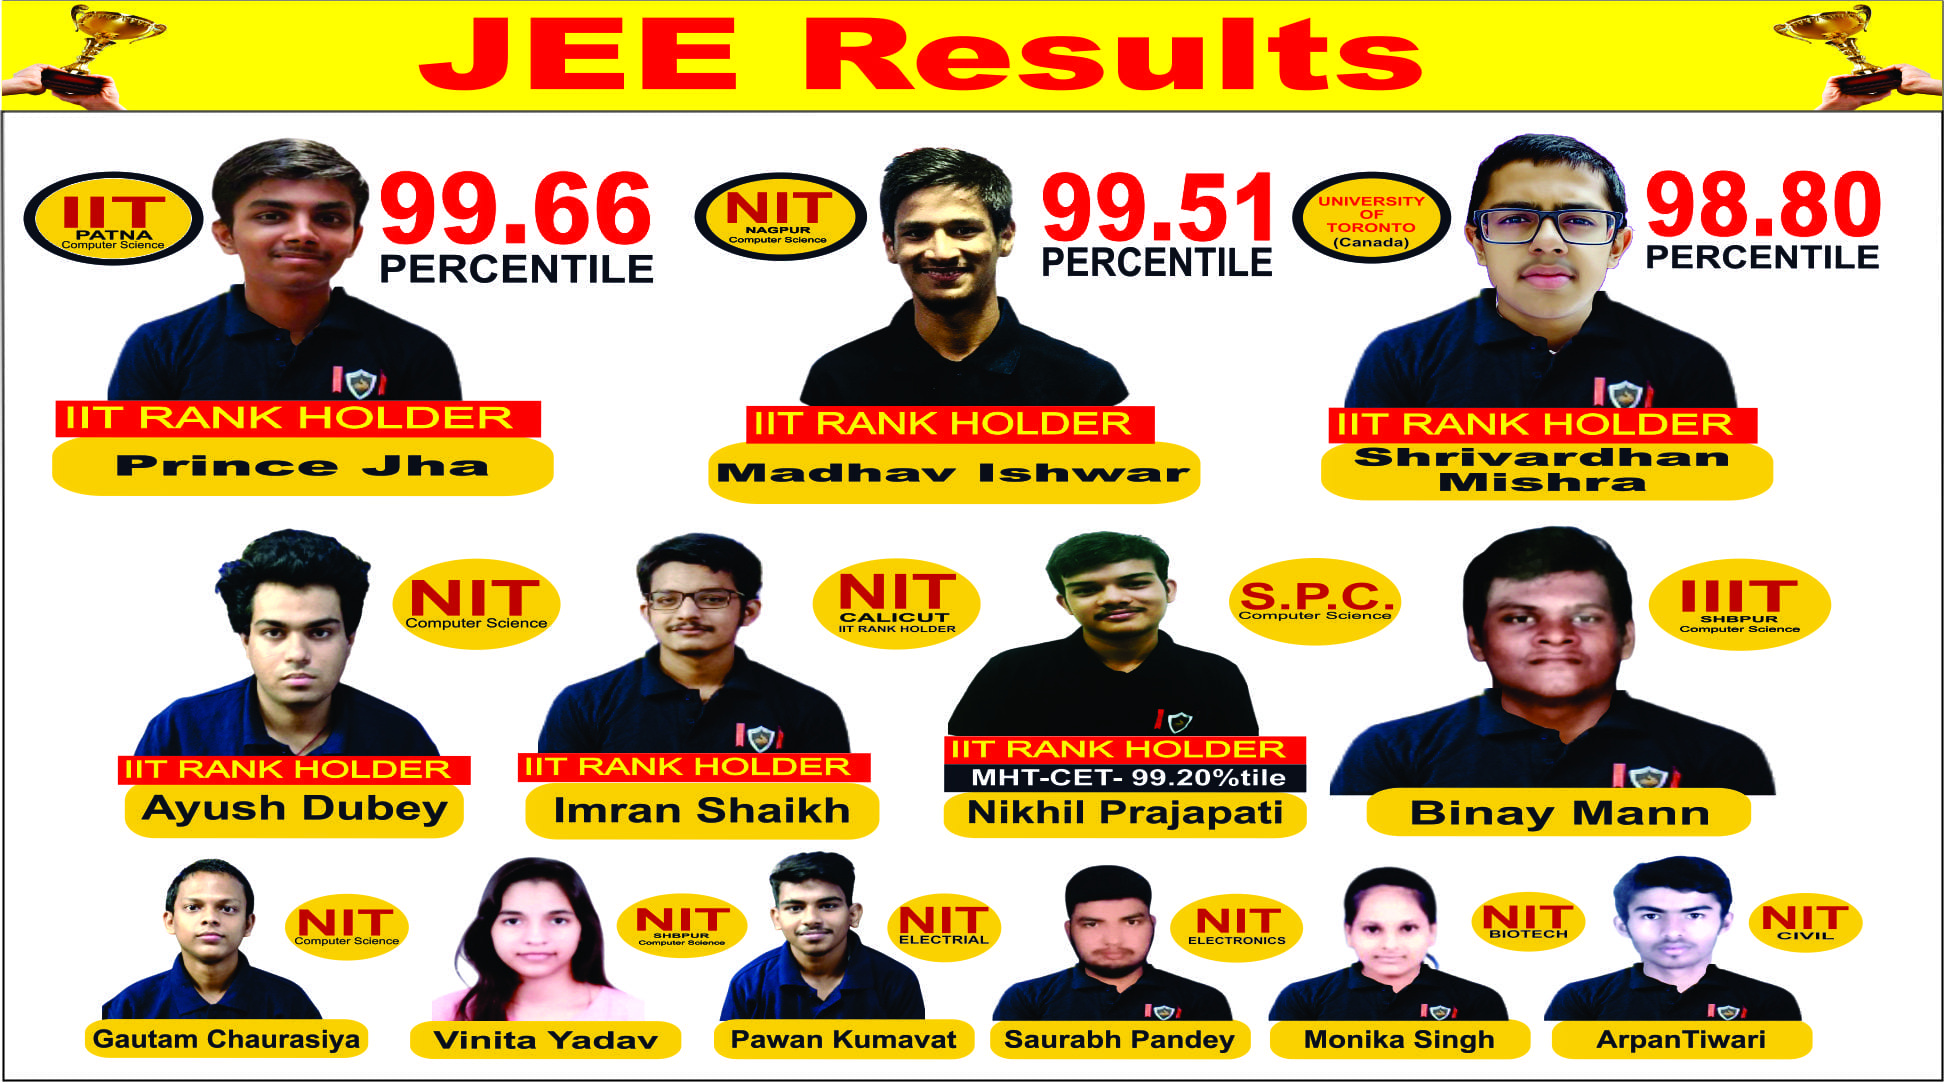 JEE Results
IIT
PATNA
Computer Science
99.66
PERCENTILE
IIT RANK HOLDER
Prince Jha
NIT
NAGPUR
Computer Science
99.51
PERCENTILE
IIT RANK HOLDER
Madhav Ishwar
UNIVERSITY
OF
TORONTO
(Canada)
98.80
PERCENTILE
IIT RANK HOLDER
Shrivardhan
Mishra
NIT
Computer Science
IIT RANK HOLDER
Ayush Dubey
NIT
CALICUT
IIT RANK HOLDER
IIT RANK HOLDER
Imran Shaikh
S.P.C.
Computer Science
IIT RANK HOLDER
MHT-CET- 99.20%tile
Nikhil Prajapati
IIIT
SHBPUR
Computer Science
Binay Mann
NIT
Computer Science
Gautam Chaurasiya
NIT
SHBPUR
Computer Science
Vinita Yadav
NIT
ELECTRIAL
Pawan Kumavat
NIT
ELECTRONICS
Saurabh Pandey
NIT
BIOTECH
Monika Singh
NIT
CIVIL
ArpanTiwari